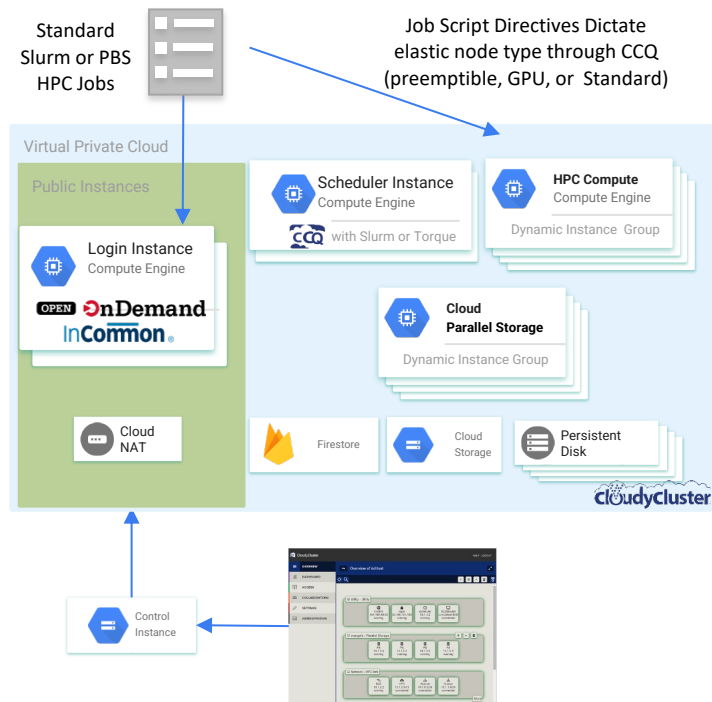 Standard
Slurm or PBS
HPC Jobs
Job Script Directives Dictate
elastic node type through CCQ
(preemptible, GPU, or Standard)
Virtual Private Cloud
Public Instances
Login Instance
Compute Engine
OPEN OnDemand
InCommon®
Scheduler Instance
Compute Engine
CCQ with Slurm or Torque
HPC Compute
Compute Engine
Dynamic Instance Group
Cloud
Parallel Storage
Dynamic Instance Group
Cloud
NAT
Firestore
Cloud
Storage
Persistent
Disk
cloudyCluster
Control
Instance
CloudyCluster
OVERVIEW